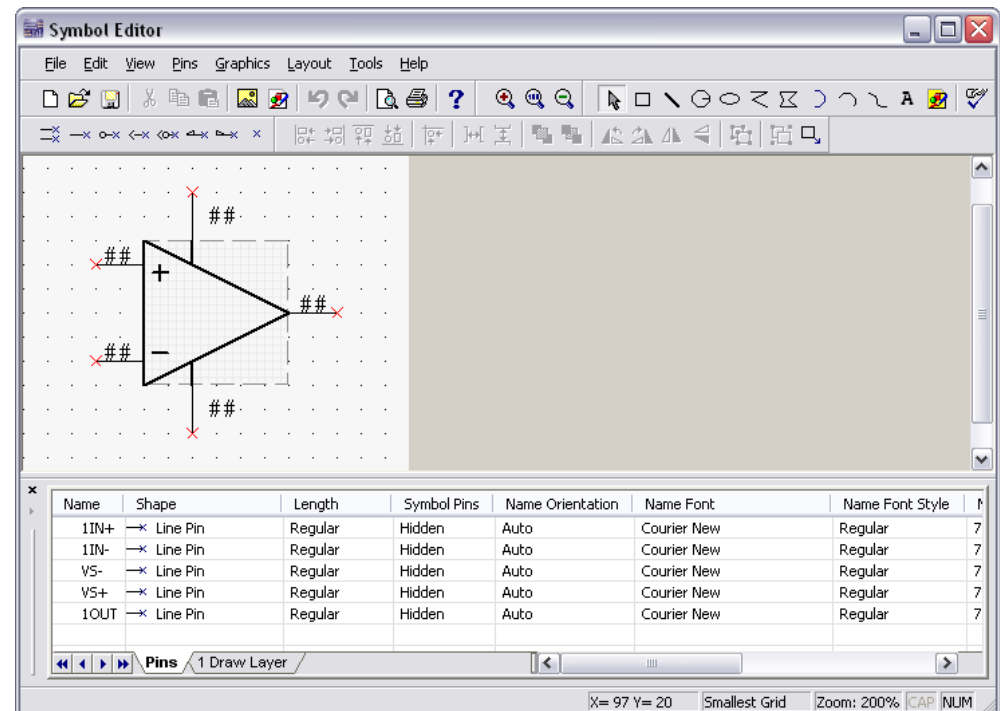 Symbol Editor
File Edit View Pins Graphics Layout Tools Help
A
##
##
+
##
##
−
##
Name Shape Length Symbol Pins Name Orientation Name Font Name Font Style
1IN+ Line Pin Regular Hidden Auto Courier New Regular 7
1IN- Line Pin Regular Hidden Auto Courier New Regular 7
VS- Line Pin Regular Hidden Auto Courier New Regular 7
VS+ Line Pin Regular Hidden Auto Courier New Regular 7
1OUT Line Pin Regular Hidden Auto Courier New Regular 7
Pins 1 Draw Layer
X= 97 Y= 20 Smallest Grid Zoom: 200% CAP NUM